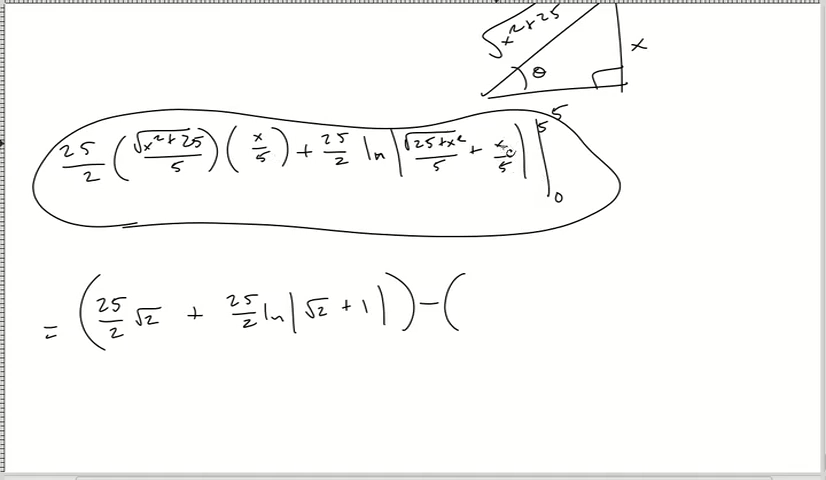 √x²+25
θ
x
25/2 (√x²+25/5)(x/5) + 25/2 ln|√25+x²/5 + x/5| |₀⁵
= (25/2 √2 + 25/2 ln|√2 + 1|) - (